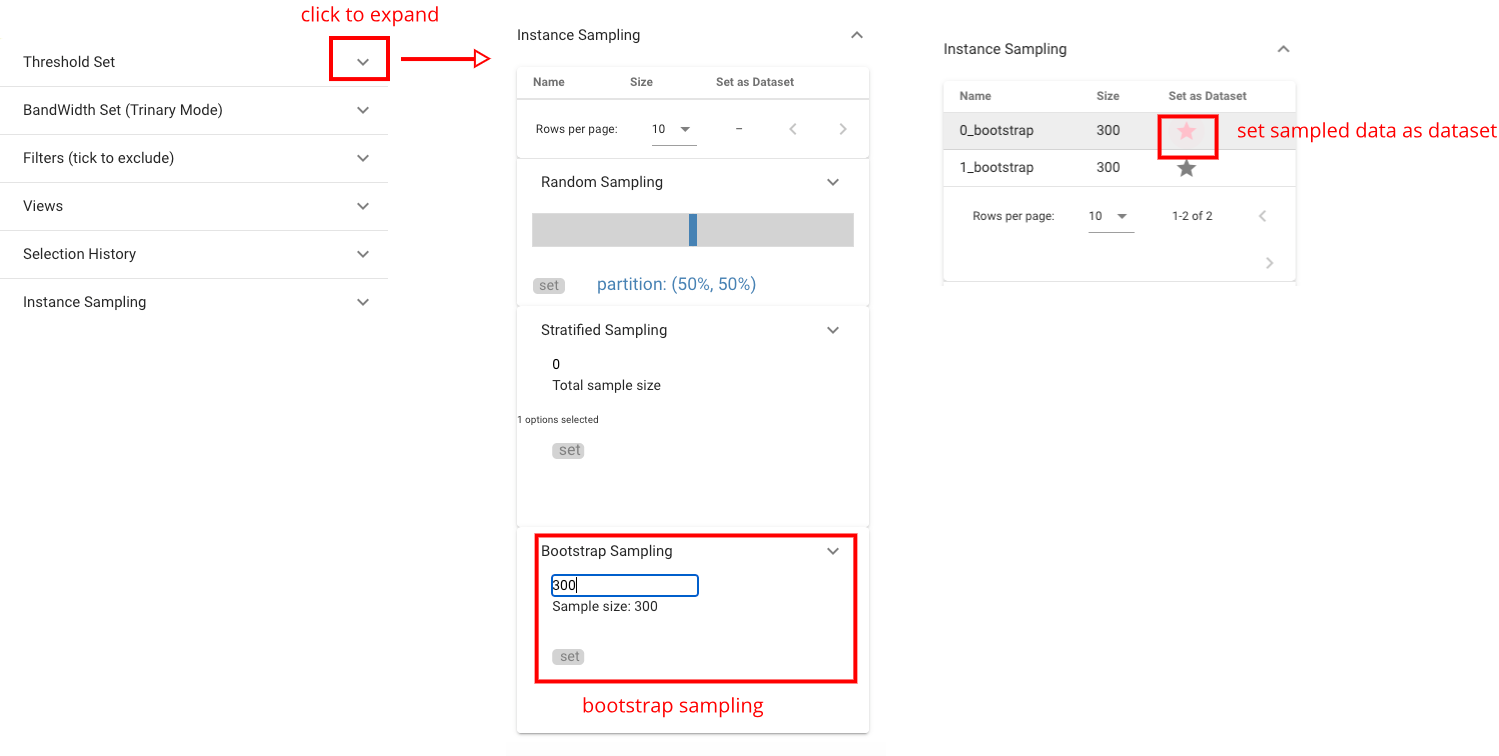 click to expand
Threshold Set
BandWidth Set (Trinary Mode)
Filters (tick to exclude)
Views
Selection History
Instance Sampling
Instance Sampling
Name Size Set as Dataset
Rows per page: 10 –
Random Sampling
set partition: (50%, 50%)
Stratified Sampling
0
Total sample size
1 options selected
set
Bootstrap Sampling
300
Sample size: 300
set
bootstrap sampling
Instance Sampling
Name Size Set as Dataset
0_bootstrap 300
set sampled data as dataset
1_bootstrap 300
Rows per page: 10 1-2 of 2